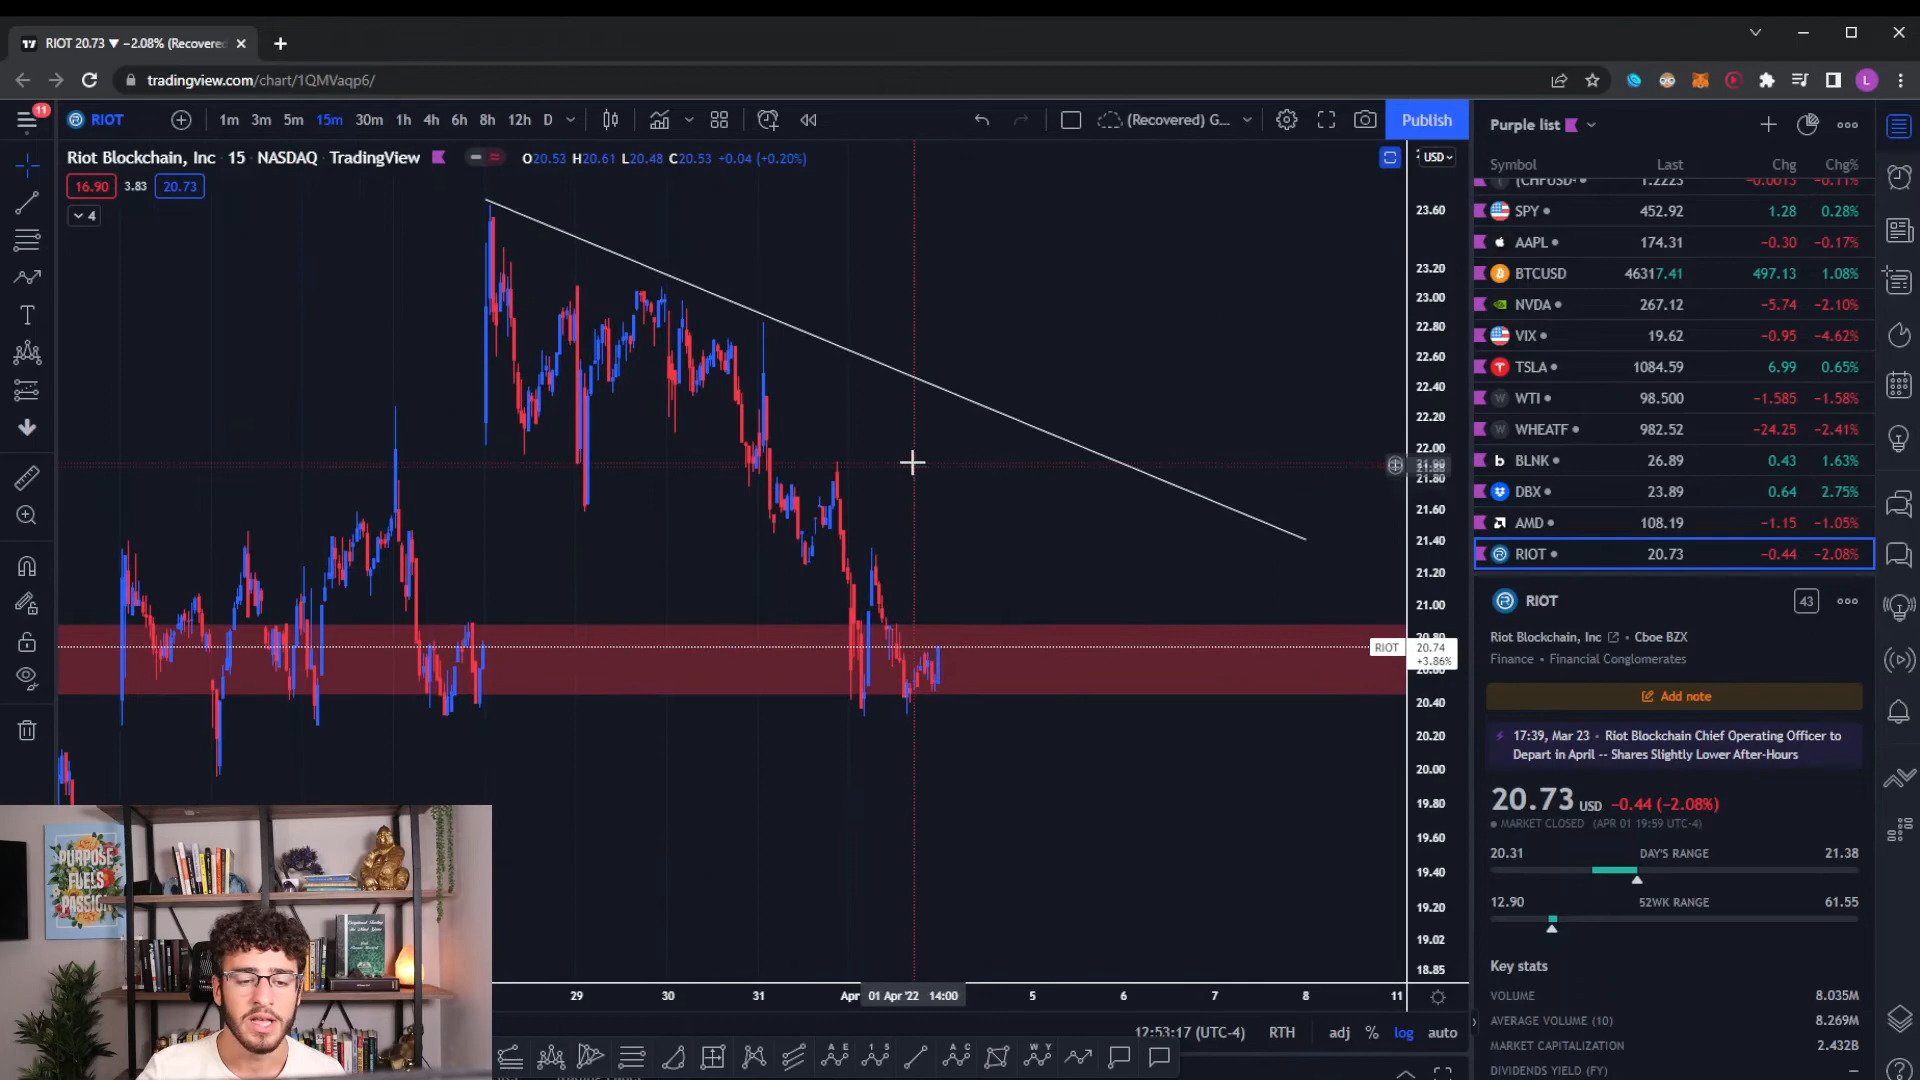 RIOT 20.73 ▼ −2.08% (Recovere
tradingview.com/chart/1QMVaqp6/
L
11
RIOT
1m 3m 5m 15m 30m 1h 4h 6h 8h 12h D
(Recovered) G...
Publish
Riot Blockchain, Inc · 15 · NASDAQ · TradingView
O20.53 H20.61 L20.48 C20.53 +0.04 (+0.20%)
USD
16.90 3.83 20.73
4
23.60
23.20
23.00
22.80
22.60
22.40
22.20
22.00
21.80
21.60
21.40
21.20
21.00
20.80
RIOT 20.74
+3.86%
20.40
20.20
20.00
19.80
19.60
19.40
19.20
19.02
18.85
29 30 31 Apr 01 Apr '22 14:00 5 6 7 8 11
12:53:17 (UTC-4) RTH adj % log auto
Purple list
Symbol Last Chg Chg%
(CHFUSD· 1.2223 −0.0013 −0.11%
SPY 452.92 1.28 0.28%
AAPL 174.31 −0.30 −0.17%
BTCUSD 46317.41 497.13 1.08%
NVDA 267.12 −5.74 −2.10%
VIX 19.62 −0.95 −4.62%
TSLA 1084.59 6.99 0.65%
WTI 98.500 −1.585 −1.58%
WHEATF 982.52 −24.25 −2.41%
BLNK 26.89 0.43 1.63%
DBX 23.89 0.64 2.75%
AMD 108.19 −1.15 −1.05%
RIOT 20.73 −0.44 −2.08%
RIOT
43
Riot Blockchain, Inc • Cboe BZX
Finance • Financial Conglomerates
Add note
17:39, Mar 23 • Riot Blockchain Chief Operating Officer to
Depart in April -- Shares Slightly Lower After-Hours
20.73 USD −0.44 (−2.08%)
MARKET CLOSED (APR 01 19:59 UTC-4)
20.31 DAY'S RANGE 21.38
12.90 52WK RANGE 61.55
Key stats
VOLUME 8.035M
AVERAGE VOLUME (10) 8.269M
MARKET CAPITALIZATION 2.432B
DIVIDENDS YIELD (FY) —
PURPOSE
FUELS
PASSION